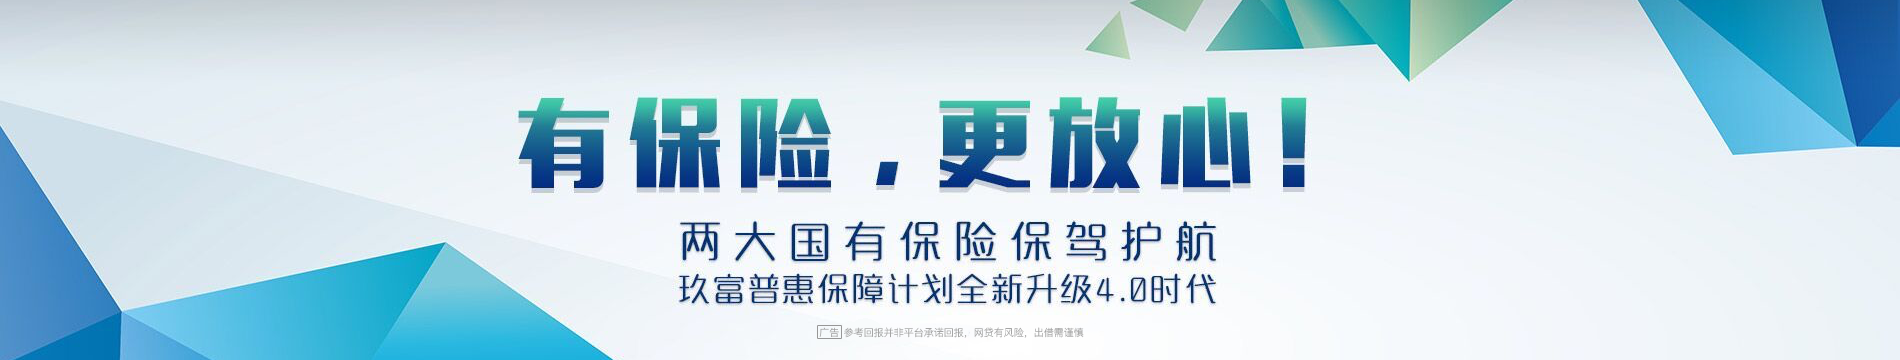 有保险，更放心！
两大国有保险保驾护航
玖富普惠保障计划全新升级4.0时代
广告 参考回报并非平台承诺回报，网贷有风险，出借需谨慎